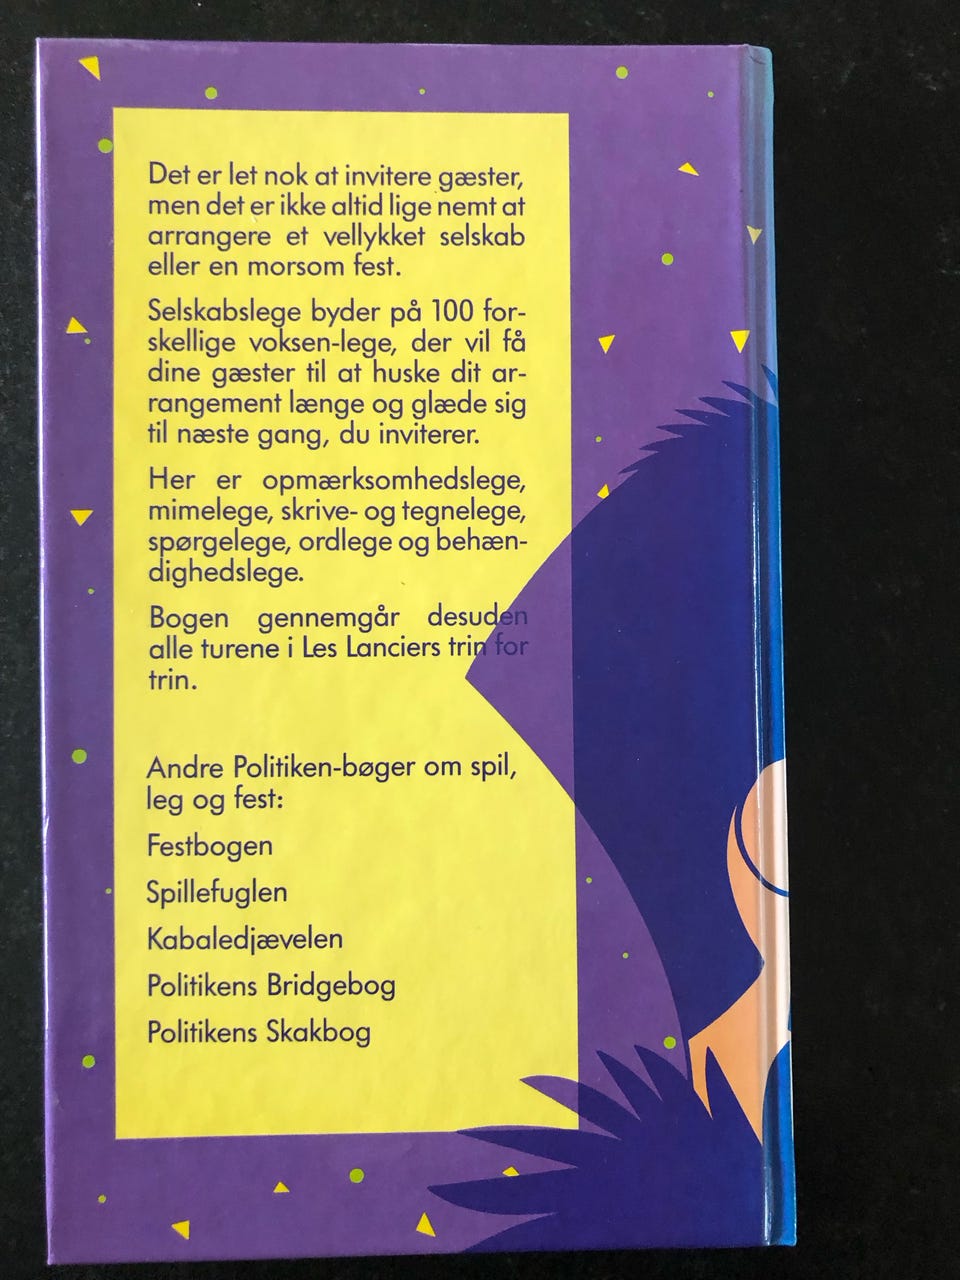 Det er let nok at invitere gæster,
men det er ikke altid lige nemt at
arrangere et vellykket selskab
eller en morsom fest.
Selskabslege byder på 100 for-
skellige voksen-lege, der vil få
dine gæster til at huske dit ar-
rangement længe og glæde sig
til næste gang, du inviterer.
Her er opmærksomhedslege,
mimelege, skrive- og tegnelege,
spørgelege, ordlege og behæn-
dighedslege.
Bogen gennemgår desuden
alle turene i Les Lanciers trin for
trin.
Andre Politiken-bøger om spil,
leg og fest:
Festbogen
Spillefuglen
Kabaledjævelen
Politikens Bridgebog
Politikens Skakbog